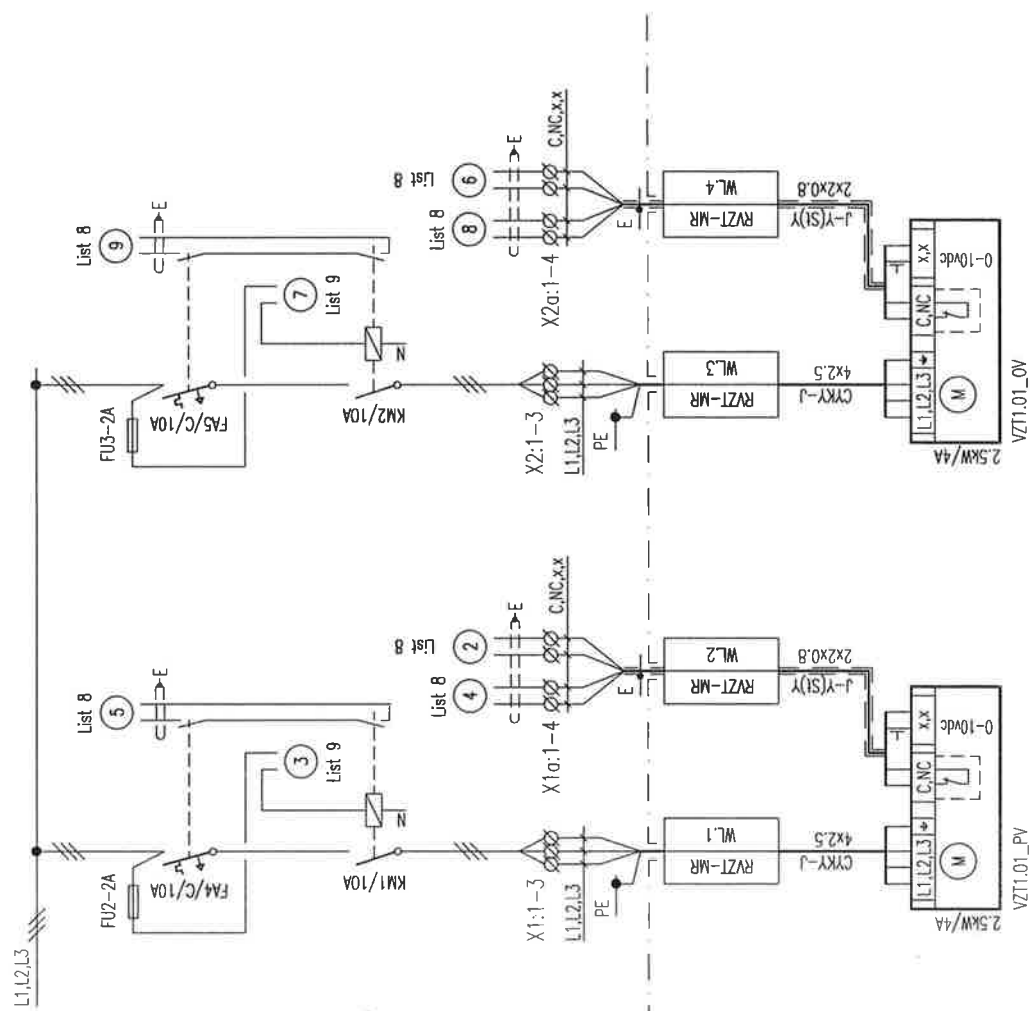 L1,L2,L3
FU2-2A
FA4/C/10A
E
5
List 8
3
List 9
KM1/10A
N
X1:1-3
L1,L2,L3
PE
X1a:1-4
4
List 8
2
List 8
E
C,NC,x,x
E
RVZT-MR
WL.1
RVZT-MR
WL.2
CYKY-J
4x2.5
J-Y(St)Y
2x2x0.8
L1,L2,L3
C,NC
x,x
M
0-10vdc
2.5kW/4A
VZT1.01_PV
FU3-2A
FA5/C/10A
E
9
List 8
7
List 9
KM2/10A
N
X2:1-3
L1,L2,L3
PE
X2a:1-4
8
List 8
6
List 8
E
C,NC,x,x
E
RVZT-MR
WL.3
RVZT-MR
WL.4
CYKY-J
4x2.5
J-Y(St)Y
2x2x0.8
L1,L2,L3
C,NC
x,x
M
0-10vdc
2.5kW/4A
VZT1.01_OV